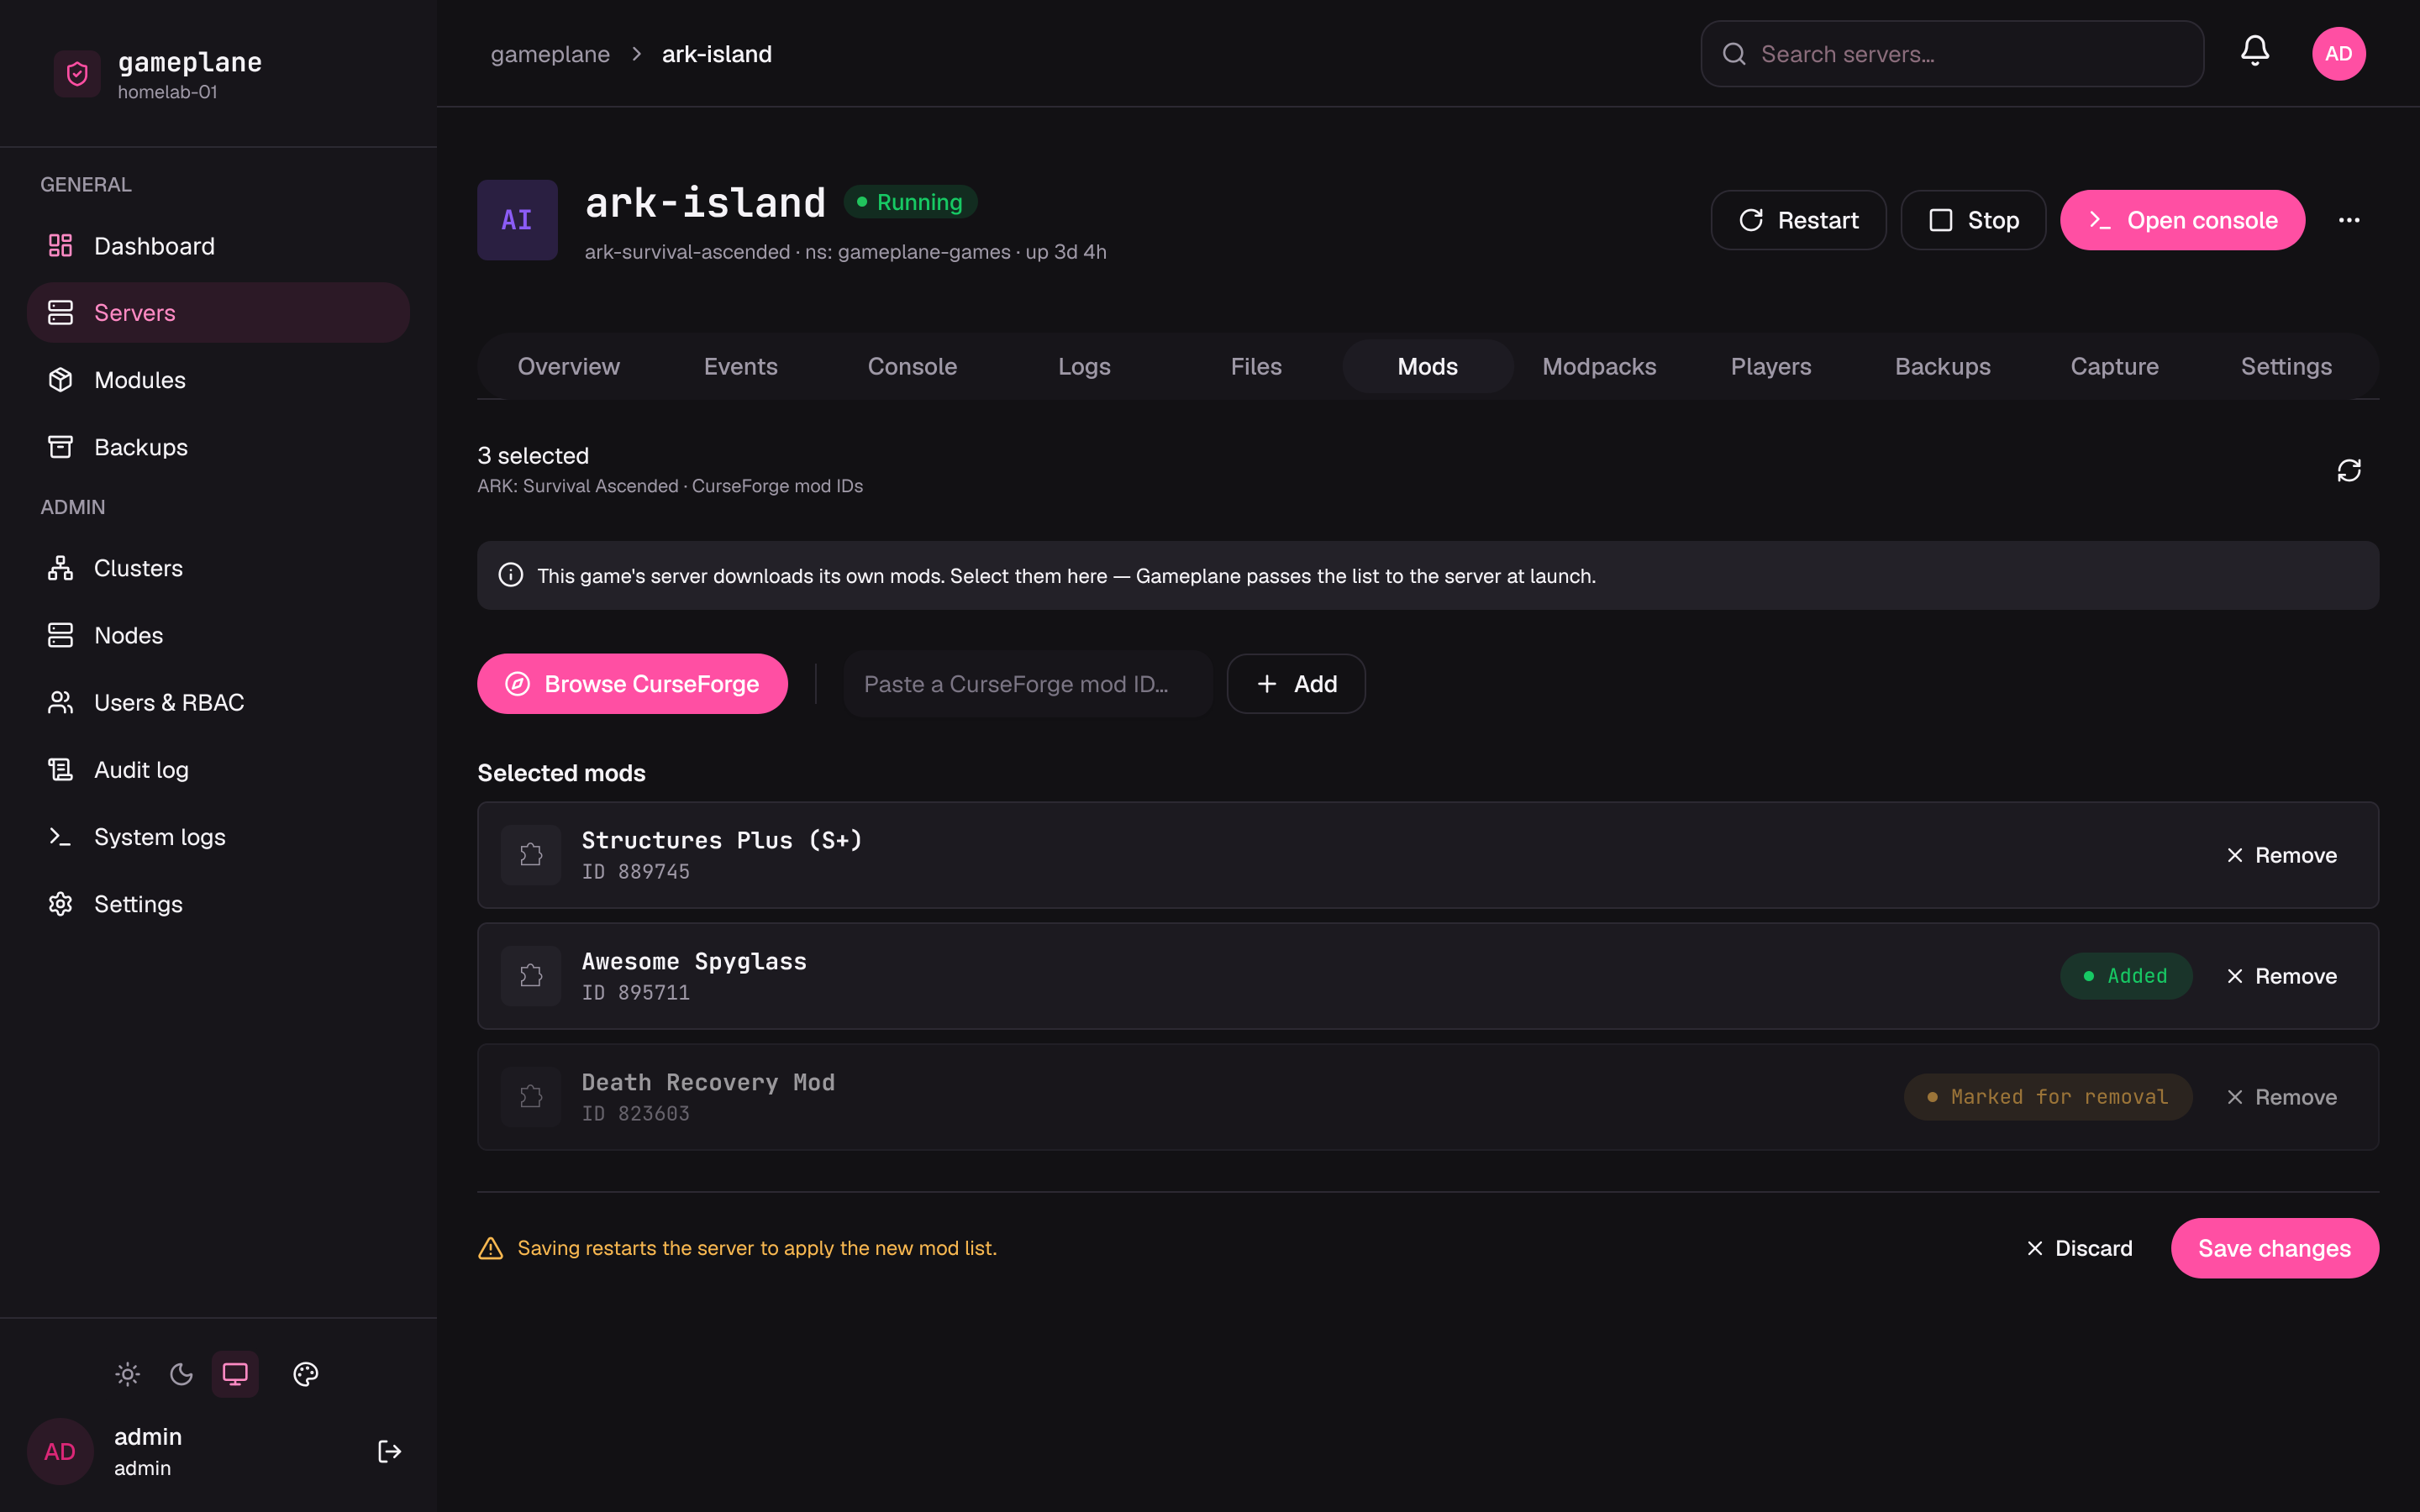 gameplane
homelab-01
GENERAL
Dashboard
Servers
Modules
Backups
ADMIN
Clusters
Nodes
Users & RBAC
Audit log
System logs
Settings
AD
admin
admin
gameplane > ark-island
Search servers...
AD
AI
ark-island
Running
ark-survival-ascended · ns: gameplane-games · up 3d 4h
Restart
Stop
Open console
Overview
Events
Console
Logs
Files
Mods
Modpacks
Players
Backups
Capture
Settings
3 selected
ARK: Survival Ascended · CurseForge mod IDs
This game's server downloads its own mods. Select them here — Gameplane passes the list to the server at launch.
Browse CurseForge
Paste a CurseForge mod ID...
Add
Selected mods
Structures Plus (S+)
ID 889745
Remove
Awesome Spyglass
ID 895711
Added
Remove
Death Recovery Mod
ID 823603
Marked for removal
Remove
Saving restarts the server to apply the new mod list.
Discard
Save changes